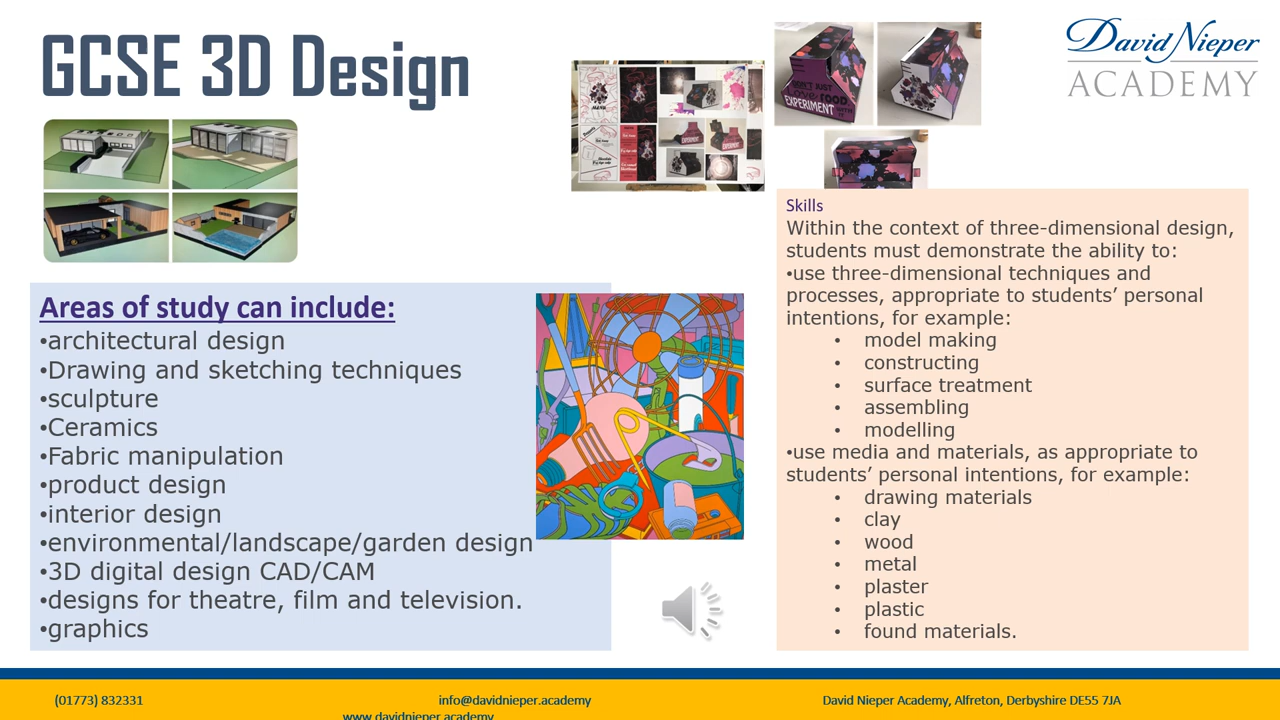 GCSE 3D Design
David Nieper
ACADEMY
EXPERIMENT
Areas of study can include:
•architectural design
•Drawing and sketching techniques
•sculpture
•Ceramics
•Fabric manipulation
•product design
•interior design
•environmental/landscape/garden design
•3D digital design CAD/CAM
•designs for theatre, film and television.
•graphics
Skills
Within the context of three-dimensional design,
students must demonstrate the ability to:
•use three-dimensional techniques and
processes, appropriate to students’ personal
intentions, for example:
• model making
• constructing
• surface treatment
• assembling
• modelling
•use media and materials, as appropriate to
students’ personal intentions, for example:
• drawing materials
• clay
• wood
• metal
• plaster
• plastic
• found materials.
(01773) 832331 info@davidnieper.academy David Nieper Academy, Alfreton, Derbyshire DE55 7JA
www.davidnieper.academy